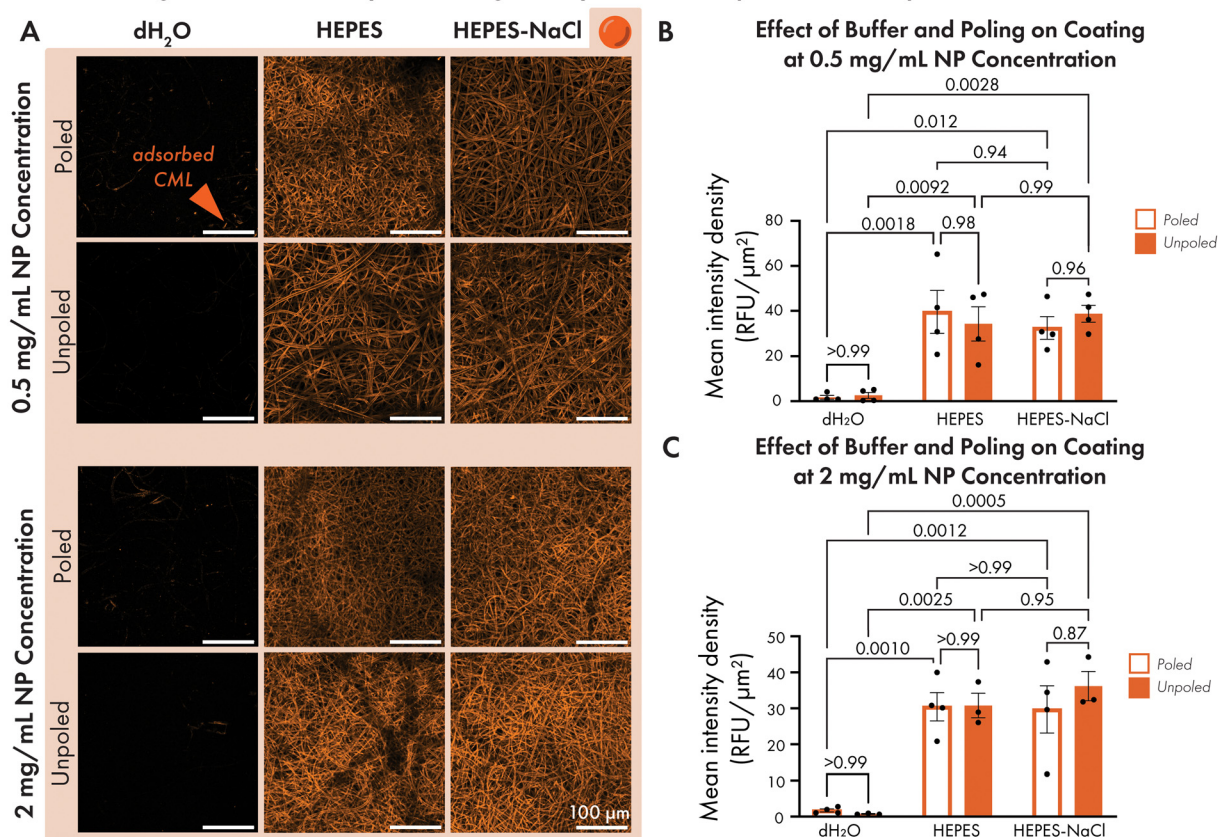 A
dH₂O
HEPES
HEPES-NaCl
0.5 mg/mL NP Concentration
Poled
adsorbed
CML
Unpoled
2 mg/mL NP Concentration
Poled
Unpoled
100 µm
B
Effect of Buffer and Poling on Coating
at 0.5 mg/mL NP Concentration
0.0028
0.012
0.94
0.0092
0.99
0.0018
0.98
0.96
>0.99
Mean intensity density
(RFU/µm²)
80
60
40
20
0
dH₂O
HEPES
HEPES-NaCl
Poled
Unpoled
C
Effect of Buffer and Poling on Coating
at 2 mg/mL NP Concentration
0.0005
0.0012
>0.99
0.0025
0.95
0.0010
>0.99
0.87
>0.99
Mean intensity density
(RFU/µm²)
50
40
30
20
10
0
dH₂O
HEPES
HEPES-NaCl
Poled
Unpoled